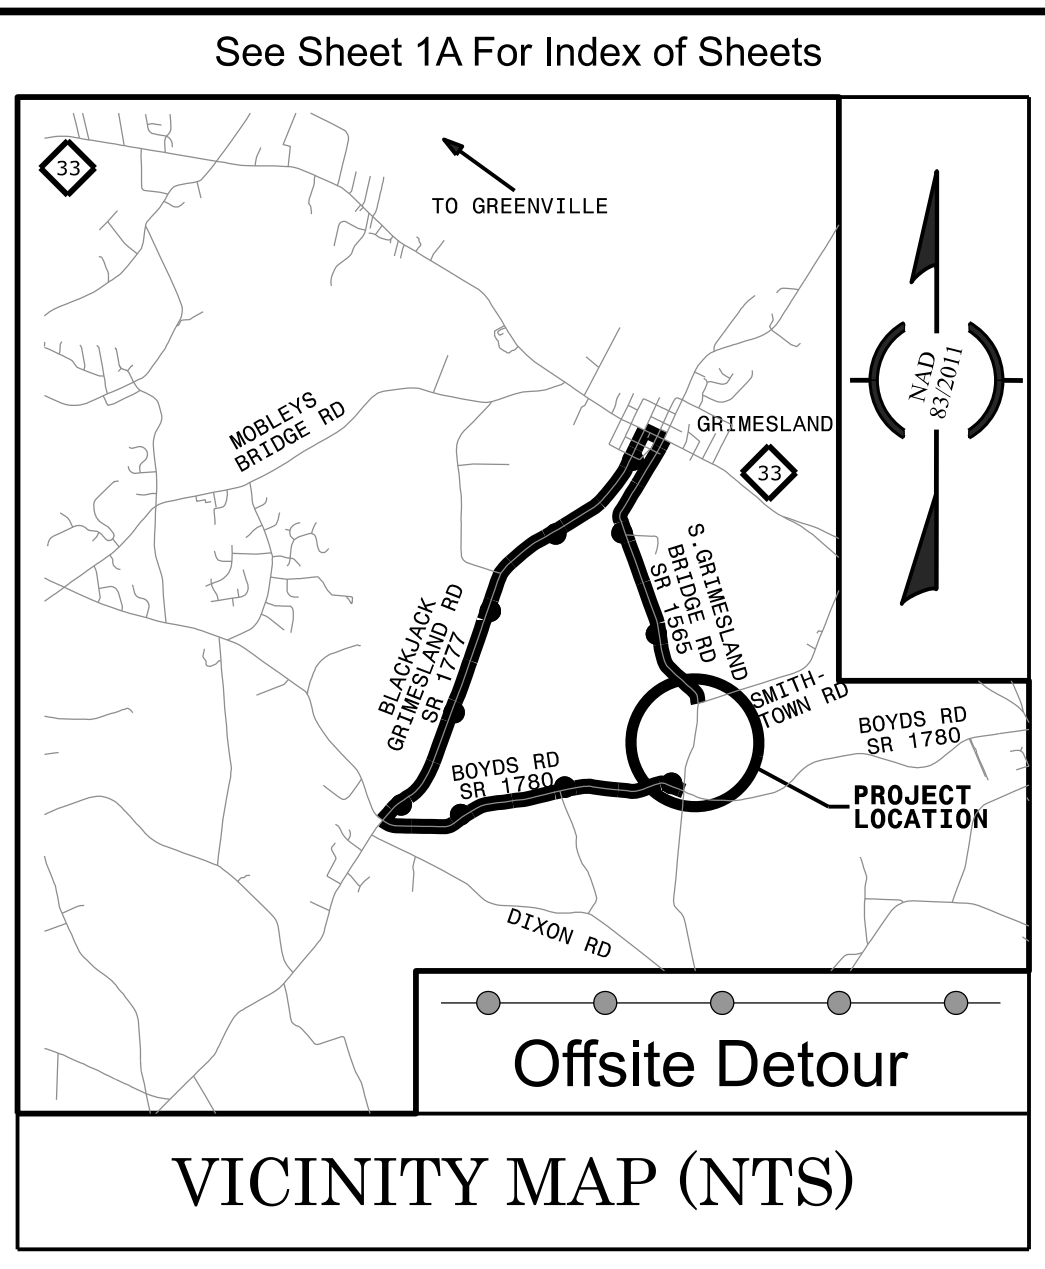 See Sheet 1A For Index of Sheets
33
TO GREENVILLE
NAD
83/2011
MOBLEYS
BRIDGE RD
GRIMESLAND
33
S.GRIMESLAND
BRIDGE RD
SR 1565
BLACKJACK
GRIMESLAND RD
SR 1777
SMITH-
TOWN RD
BOYDS RD
SR 1780
BOYDS RD
SR 1780
PROJECT
LOCATION
DIXON RD
Offsite Detour
VICINITY MAP (NTS)